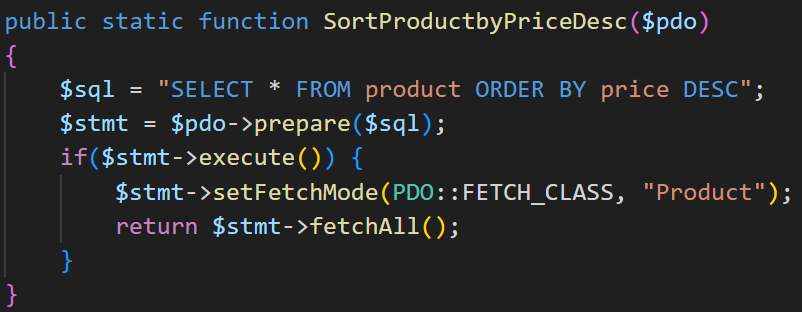 public static function SortProductbyPriceDesc($pdo)
{
    $sql = "SELECT * FROM product ORDER BY price DESC";
    $stmt = $pdo->prepare($sql);
    if($stmt->execute()) {
        $stmt->setFetchMode(PDO::FETCH_CLASS, "Product");
        return $stmt->fetchAll();
    }
}